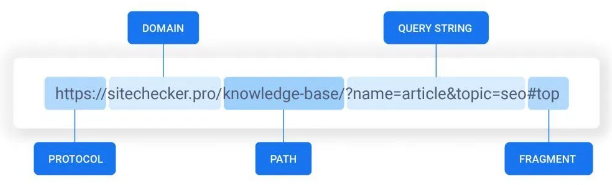 DOMAIN QUERY STRING
https://sitechecker.pro/knowledge-base/?name=article&topic=seo#top
PROTOCOL PATH FRAGMENT